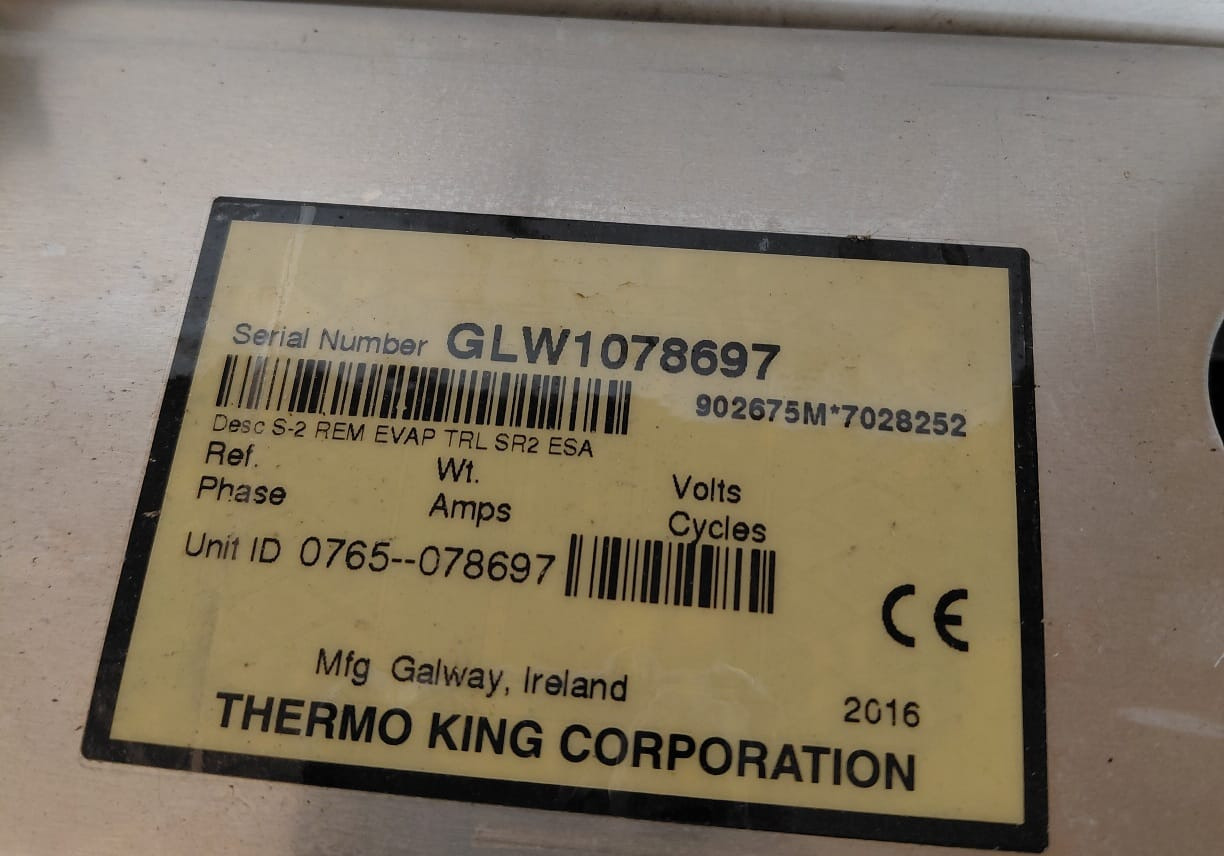 Serial Number GLW1078697
902675M*7028252
Desc S-2 REM EVAP TRL SR2 ESA
Ref. Wt. Volts
Phase Amps Cycles
Unit ID 0765--078697
CE
Mfg Galway, Ireland
2016
THERMO KING CORPORATION